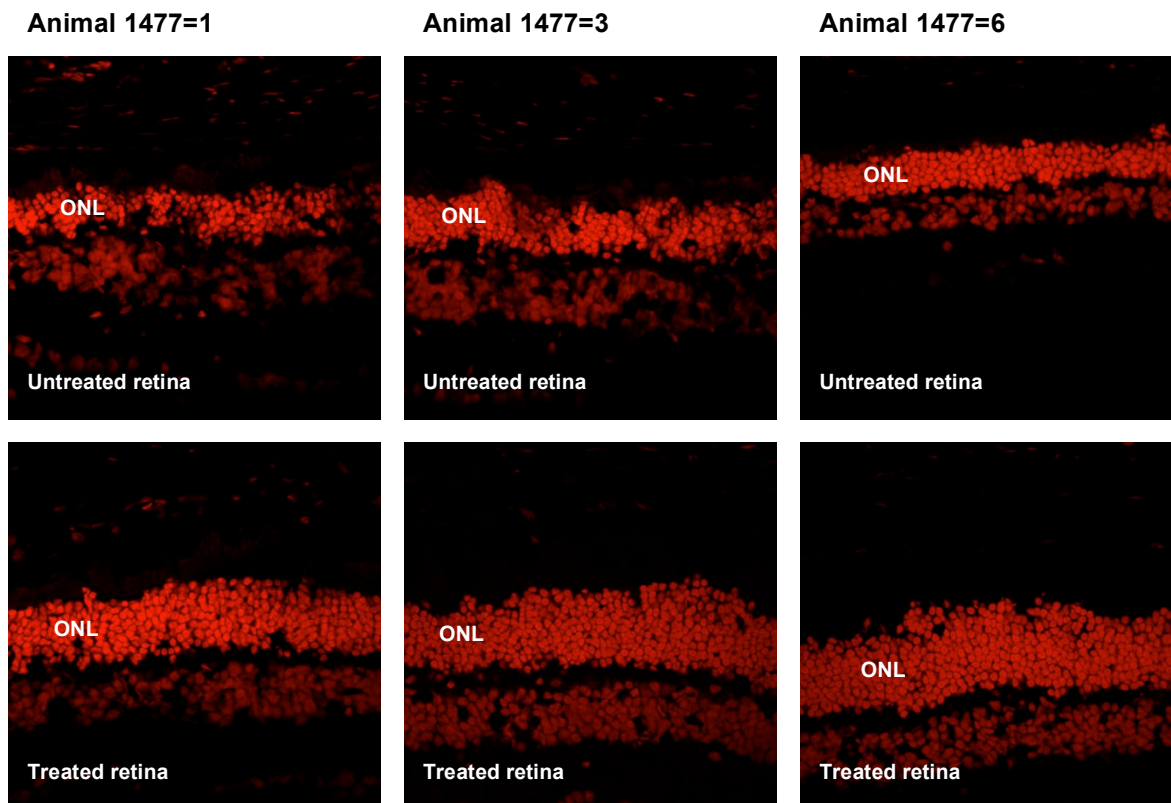 Animal 1477=1
Animal 1477=3
Animal 1477=6
ONL
ONL
ONL
Untreated retina
Untreated retina
Untreated retina
ONL
ONL
ONL
Treated retina
Treated retina
Treated retina